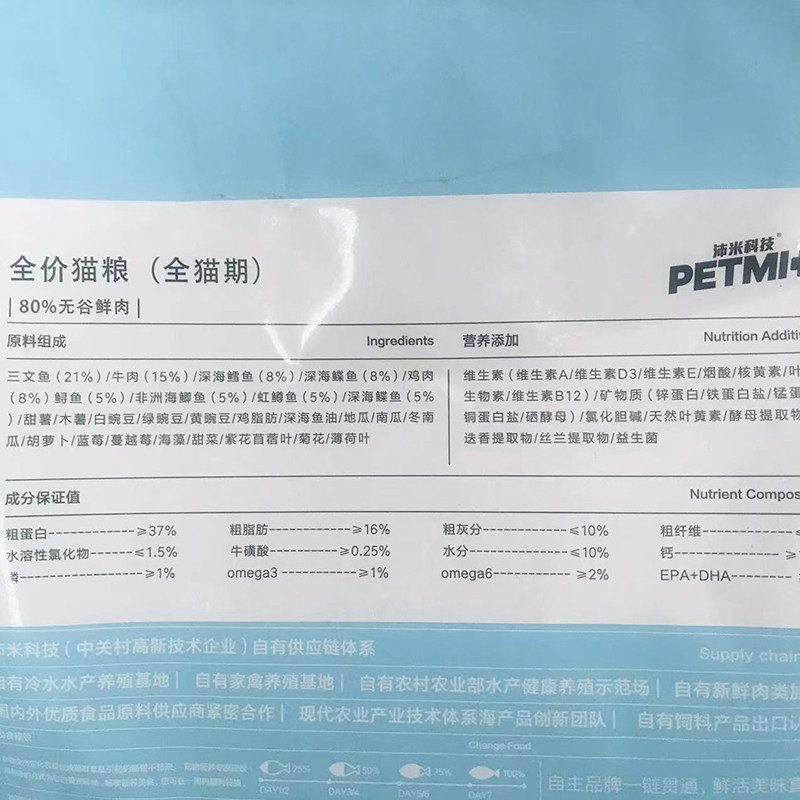 全价猫粮（全猫期）
沛米科技®
PETMI+
|80%无谷鲜肉|
原料组成 Ingredients
三文鱼（21%）/牛肉（15%）/深海鳕鱼（8%）/深海鲽鱼（8%）/鸡肉
（8%）鲟鱼（5%）/非洲海鲫鱼（5%）/虹鳟鱼（5%）/深海鲽鱼（5%
）/甜薯/木薯/白豌豆/绿豌豆/黄豌豆/鸡脂肪/深海鱼油/地瓜/南瓜/冬南
瓜/胡萝卜/蓝莓/蔓越莓/海藻/甜菜/紫花苜蓿叶/菊花/薄荷叶
营养添加 Nutrition Additiv
维生素（维生素A/维生素D3/维生素E/烟酸/核黄素/叶
生物素/维生素B12）/矿物质（锌蛋白/铁蛋白盐/锰蛋
铜蛋白盐/硒酵母）/氯化胆碱/天然叶黄素/酵母提取物
迭香提取物/丝兰提取物/益生菌
成分保证值 Nutrient Compos
粗蛋白------------≥37% 粗脂肪------------≥16% 粗灰分------------≤10% 粗纤维------------≤
水溶性氯化物------≤1.5% 牛磺酸----------≥0.25% 水分------------≤10% 钙--------------≥
------------≥1% omega3------------≥1% omega6------------≥2% EPA+DHA--------
米科技（中关村高新技术企业）自有供应链体系 Supply chain
自有冷水水产养殖基地| 自有家禽养殖基地| 自有农村农业部水产健康养殖示范场| 自有新鲜肉类加
国内外优质食品原料供应商紧密合作| 现代农业产业技术体系海产品创新团队| 自有饲料产品出口认
Change Food
25% 50% 75% 100%
DAY1/2 DAY3/4 DAY5/6 DAY7
自主品牌一链贯通，鲜活美味直